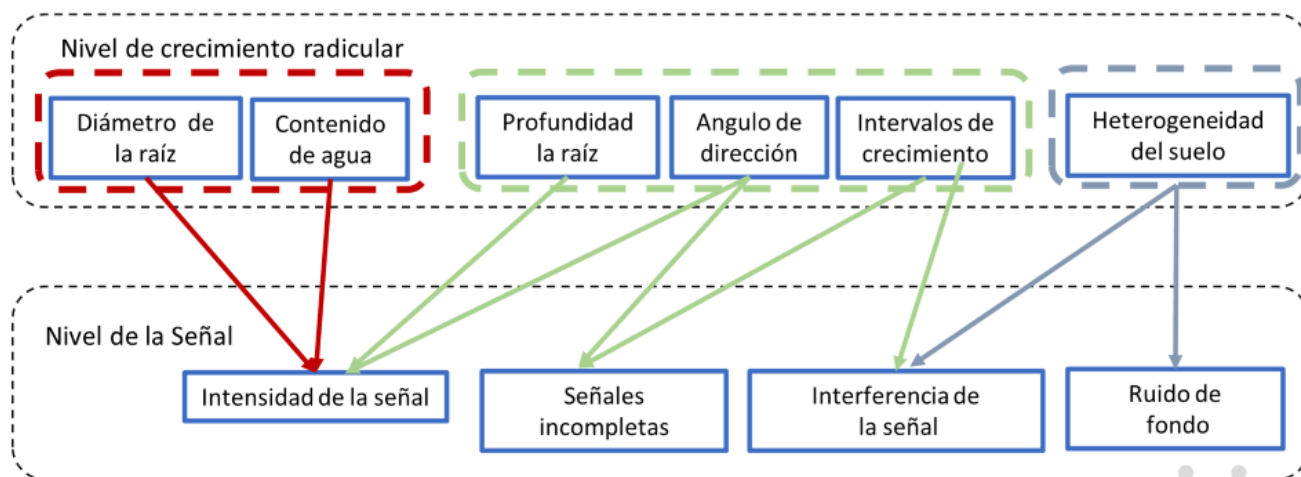 Nivel de crecimiento radicular
Diámetro de
la raíz
Contenido
de agua
Profundidad
la raíz
Angulo de
dirección
Intervalos de
crecimiento
Heterogeneidad
del suelo
Nivel de la Señal
Intensidad de la señal
Señales
incompletas
Interferencia de
la señal
Ruido de
fondo